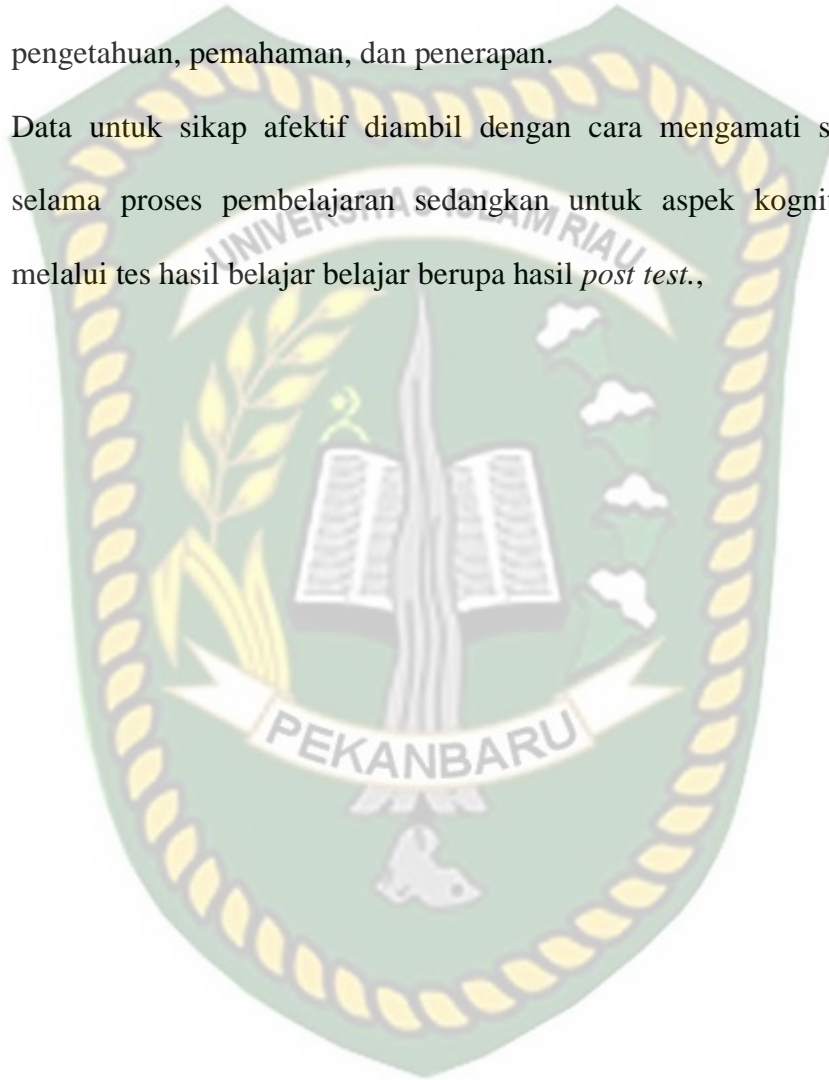 pengetahuan, pemahaman, dan penerapan.
Data untuk sikap afektif diambil dengan cara mengamati s
selama proses pembelajaran sedangkan untuk aspek kognit
melalui tes hasil belajar belajar berupa hasil post test.,
UNIVERSITAS ISLAM RIAU
PEKANBARU